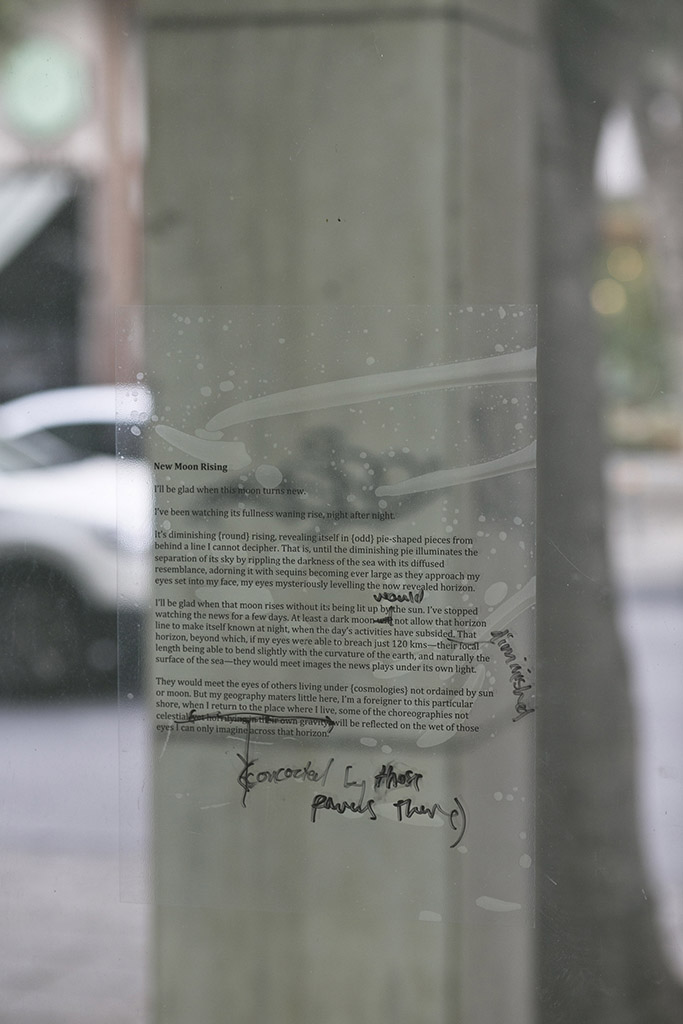 New Moon Rising
I'll be glad when this moon turns new.
I've been watching its fullness waning rise, night after night.
It's diminishing {round} rising, revealing itself in {odd} pie-shaped pieces from
behind a line I cannot decipher. That is, until the diminishing pie illuminates the
separation of its sky by rippling the darkness of the sea with its diffused
resemblance, adorning it with sequins becoming ever large as they approach my
eyes set into my face, my eyes mysteriously levelling the now revealed horizon.
would
I'll be glad when that moon rises without its being lit up by the sun. I've stopped
watching the news for a few days. At least a dark moon not allow that horizon
line to make itself known at night, when the day's activities have subsided. That
horizon, beyond which, if my eyes were able to breach just 120 kms—their focal
length being able to bend slightly with the curvature of the earth, and naturally the
surface of the sea—they would meet images the news plays under its own light.
They would meet the eyes of others living under {cosmologies} not ordained by sun
or moon. But my geography maters little here, I'm a foreigner to this particular
shore, when I return to the place where I live, some of the choreographies not
celestial but horrifying in their own gravity, will be reflected on the wet of those
eyes I can only imagine across that horizon.
(concocted by those
powers there)